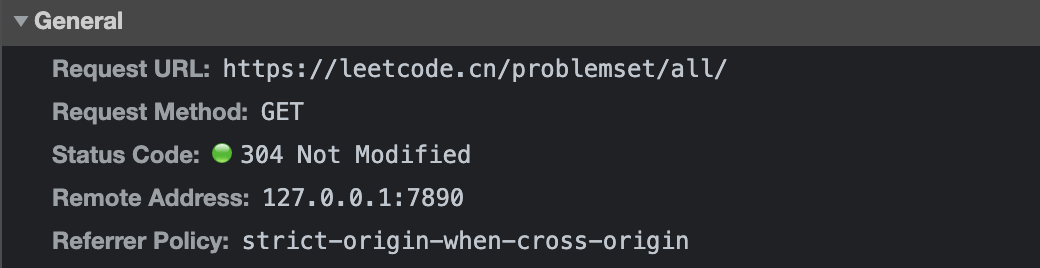 General
Request URL: https://leetcode.cn/problemset/all/
Request Method: GET
Status Code: 304 Not Modified
Remote Address: 127.0.0.1:7890
Referrer Policy: strict-origin-when-cross-origin